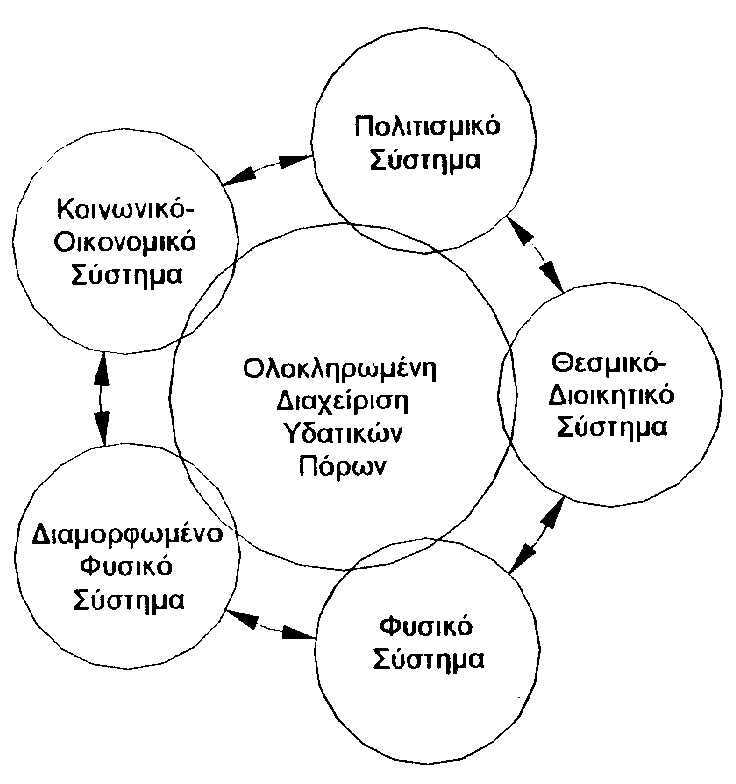 Πολιτισμικό
Σύστημα
Κοινωνικό-
Οικονομικό
Σύστημα
Θεσμικό-
Διοικητικό
Σύστημα
Ολοκληρωμένη
Διαχείριση
Υδατικών
Πόρων
Διαμορφωμένο
Φυσικό
Σύστημα
Φυσικό
Σύστημα